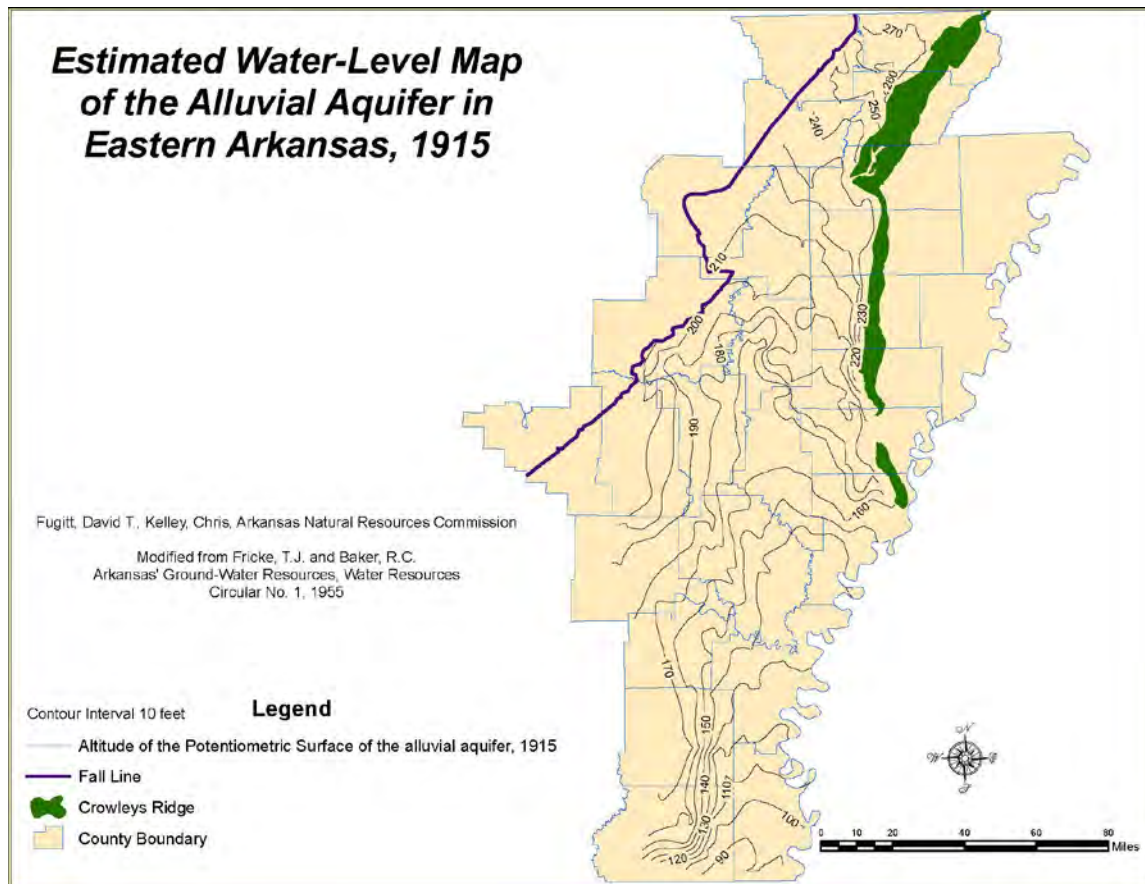 Estimated Water-Level Map
of the Alluvial Aquifer in
Eastern Arkansas, 1915
270
260
250
240
210
230
200
220
180
190
160
Fugitt, David T., Kelley, Chris, Arkansas Natural Resources Commission
Modified from Fricke, T.J. and Baker, R.C.
Arkansas' Ground-Water Resources, Water Resources
Circular No. 1, 1955
170
150
140
110
130
100
120
90
Contour Interval 10 feet
Legend
Altitude of the Potentiometric Surface of the alluvial aquifer, 1915
Fall Line
Crowleys Ridge
County Boundary
N
W
0 10 20 40 60 80
Miles